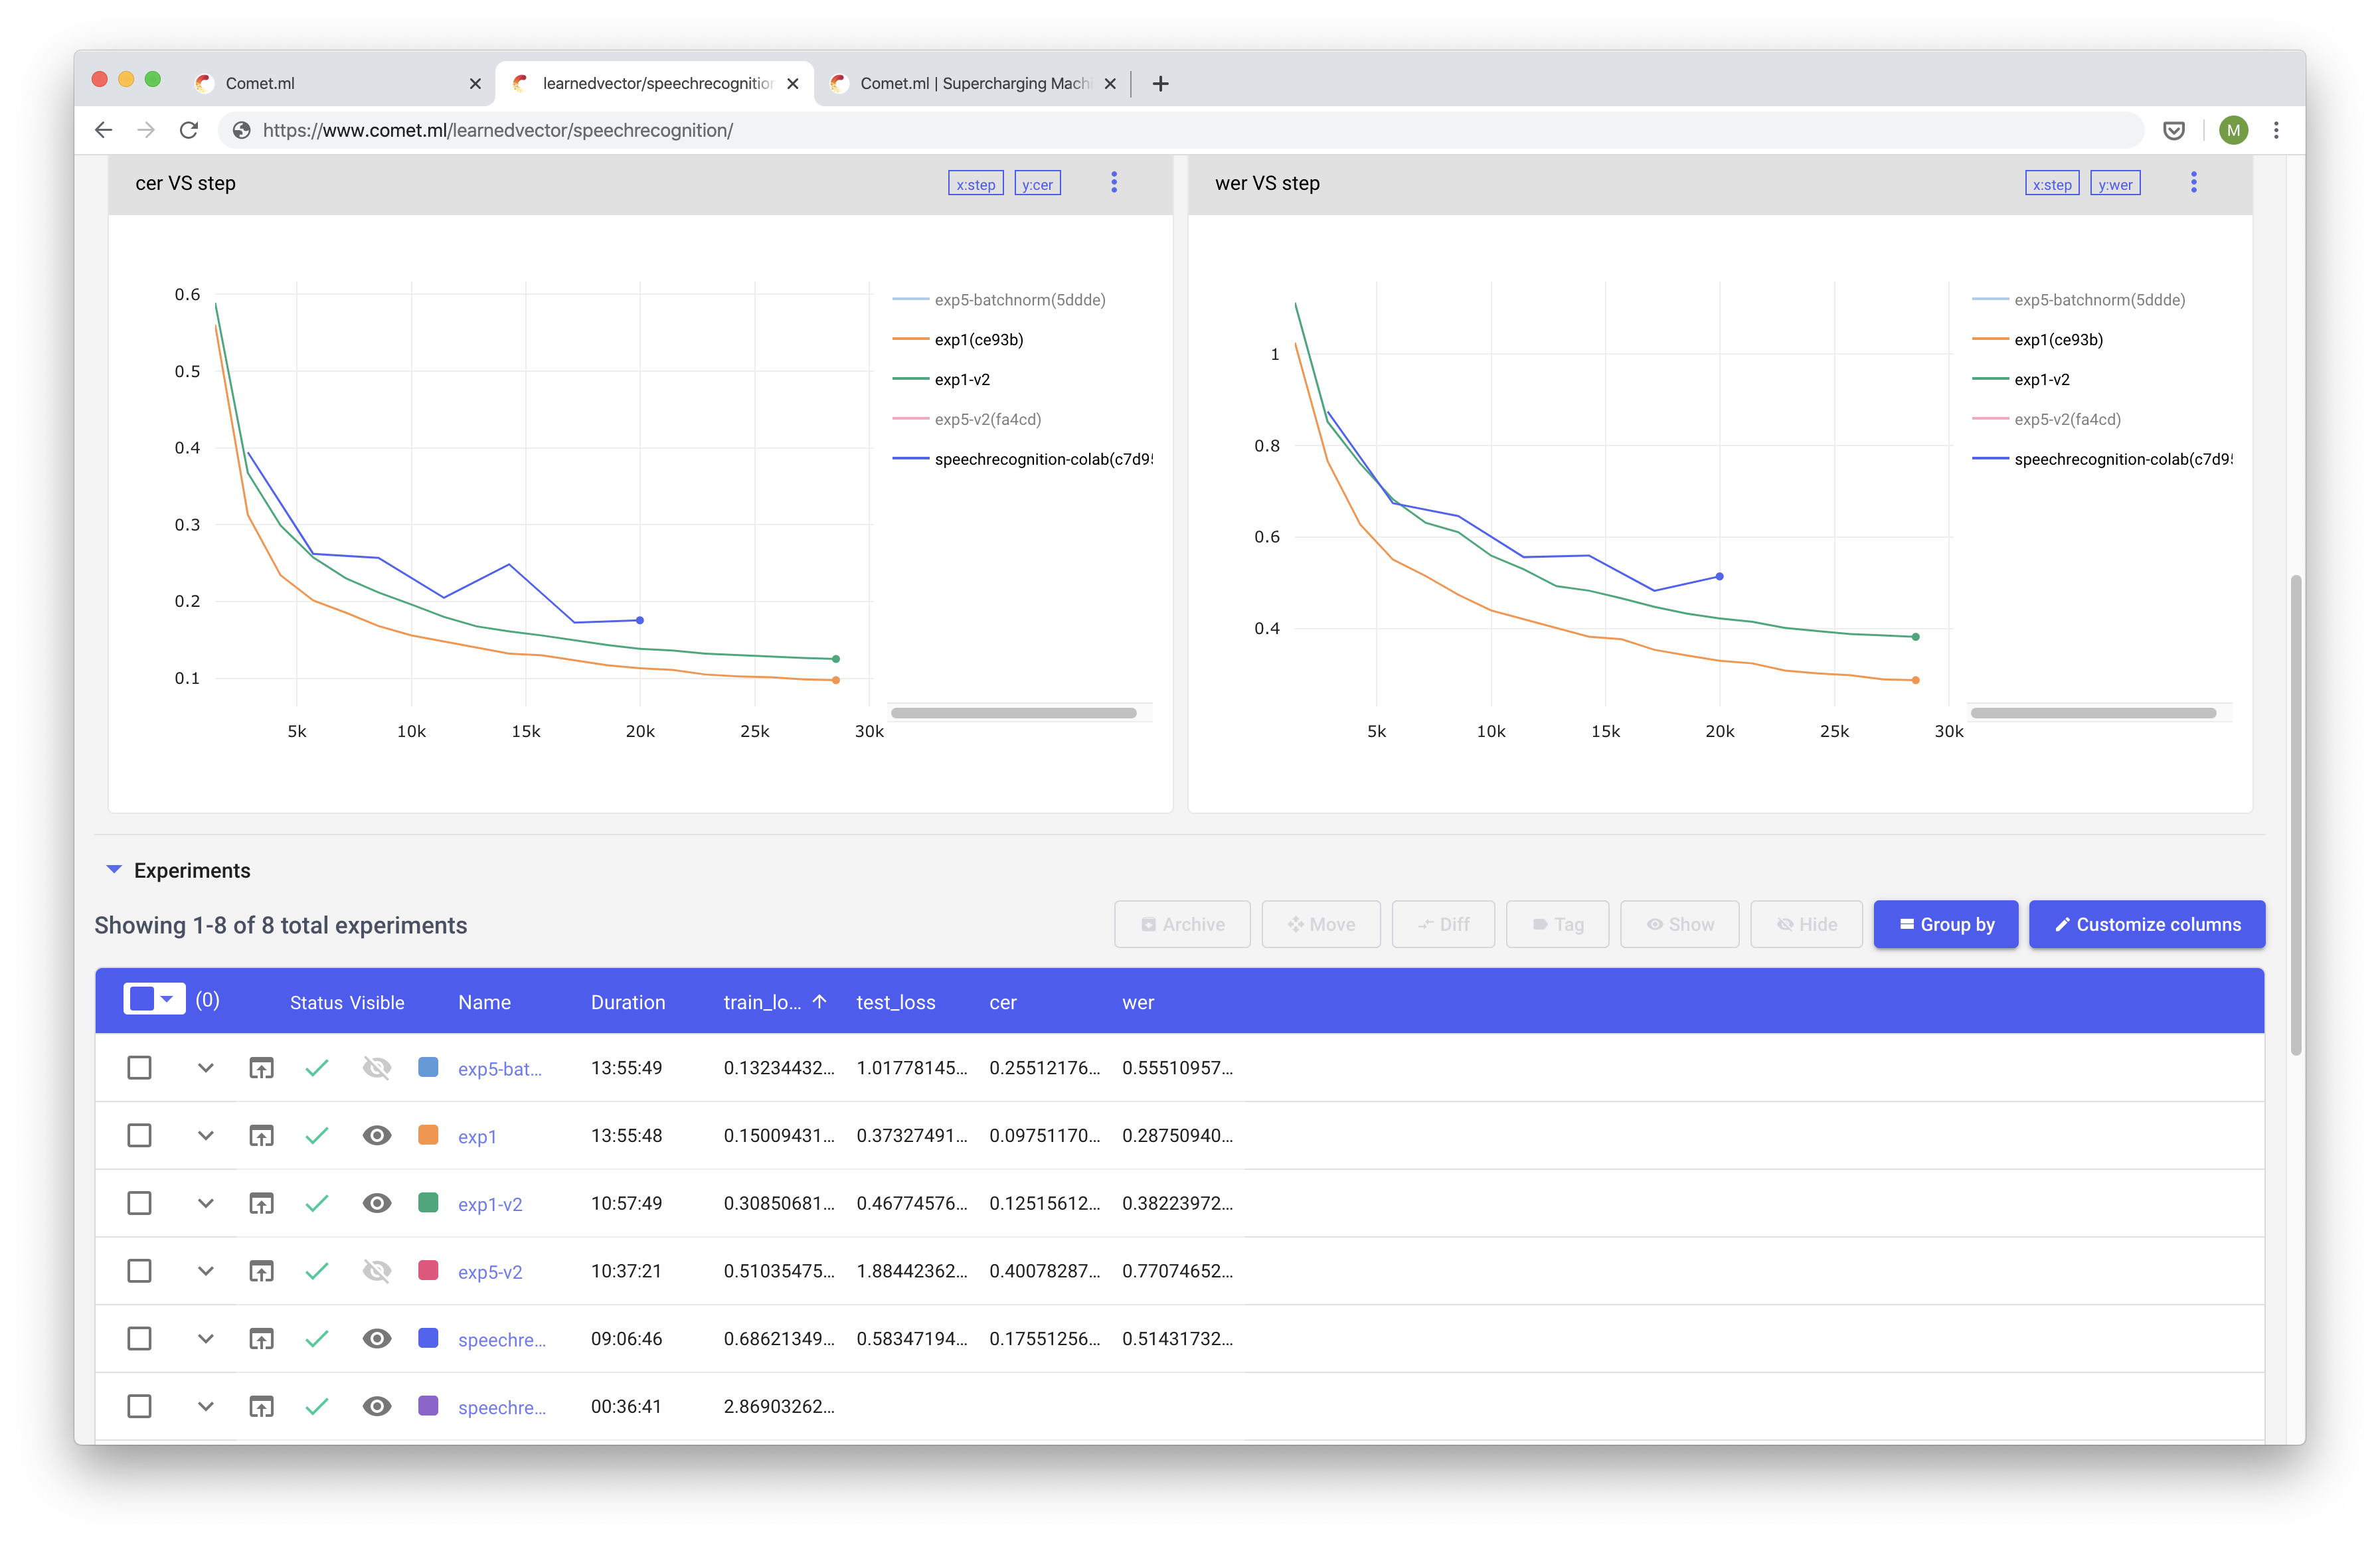 Comet.ml
learnedvector/speechrecognition
Comet.ml | Supercharging Machi
https://www.comet.ml/learnedvector/speechrecognition/
M
cer VS step
x:step y:cer
0.6
0.5
0.4
0.3
0.2
0.1
5k 10k 15k 20k 25k 30k
exp5-batchnorm(5ddde)
exp1(ce93b)
exp1-v2
exp5-v2(fa4cd)
speechrecognition-colab(c7d95
wer VS step
x:step y:wer
1
0.8
0.6
0.4
5k 10k 15k 20k 25k 30k
exp5-batchnorm(5ddde)
exp1(ce93b)
exp1-v2
exp5-v2(fa4cd)
speechrecognition-colab(c7d95
Experiments
Showing 1-8 of 8 total experiments
Archive Move Diff Tag Show Hide Group by Customize columns
(0) Status Visible Name Duration train_lo... test_loss cer wer
exp5-bat... 13:55:49 0.13234432... 1.01778145... 0.25512176... 0.55510957...
exp1 13:55:48 0.15009431... 0.37327491... 0.09751170... 0.28750940...
exp1-v2 10:57:49 0.30850681... 0.46774576... 0.12515612... 0.38223972...
exp5-v2 10:37:21 0.51035475... 1.88442362... 0.40078287... 0.77074652...
speechre... 09:06:46 0.68621349... 0.58347194... 0.17551256... 0.51431732...
speechre... 00:36:41 2.86903262...